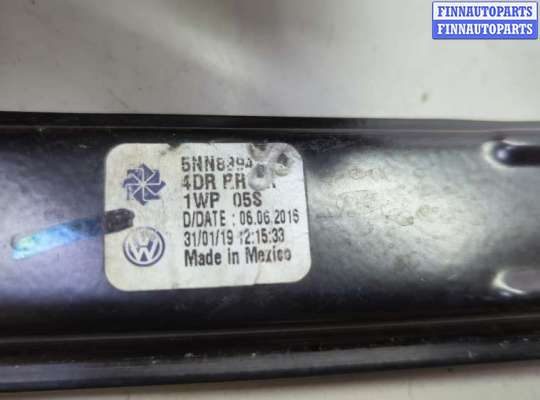 FINNAUTOPARTS
FINNAUTOPARTS
4DR
1WP 05S
D/DATE : 06.06.2016
31/01/19 12:15:33
Made in Mexico